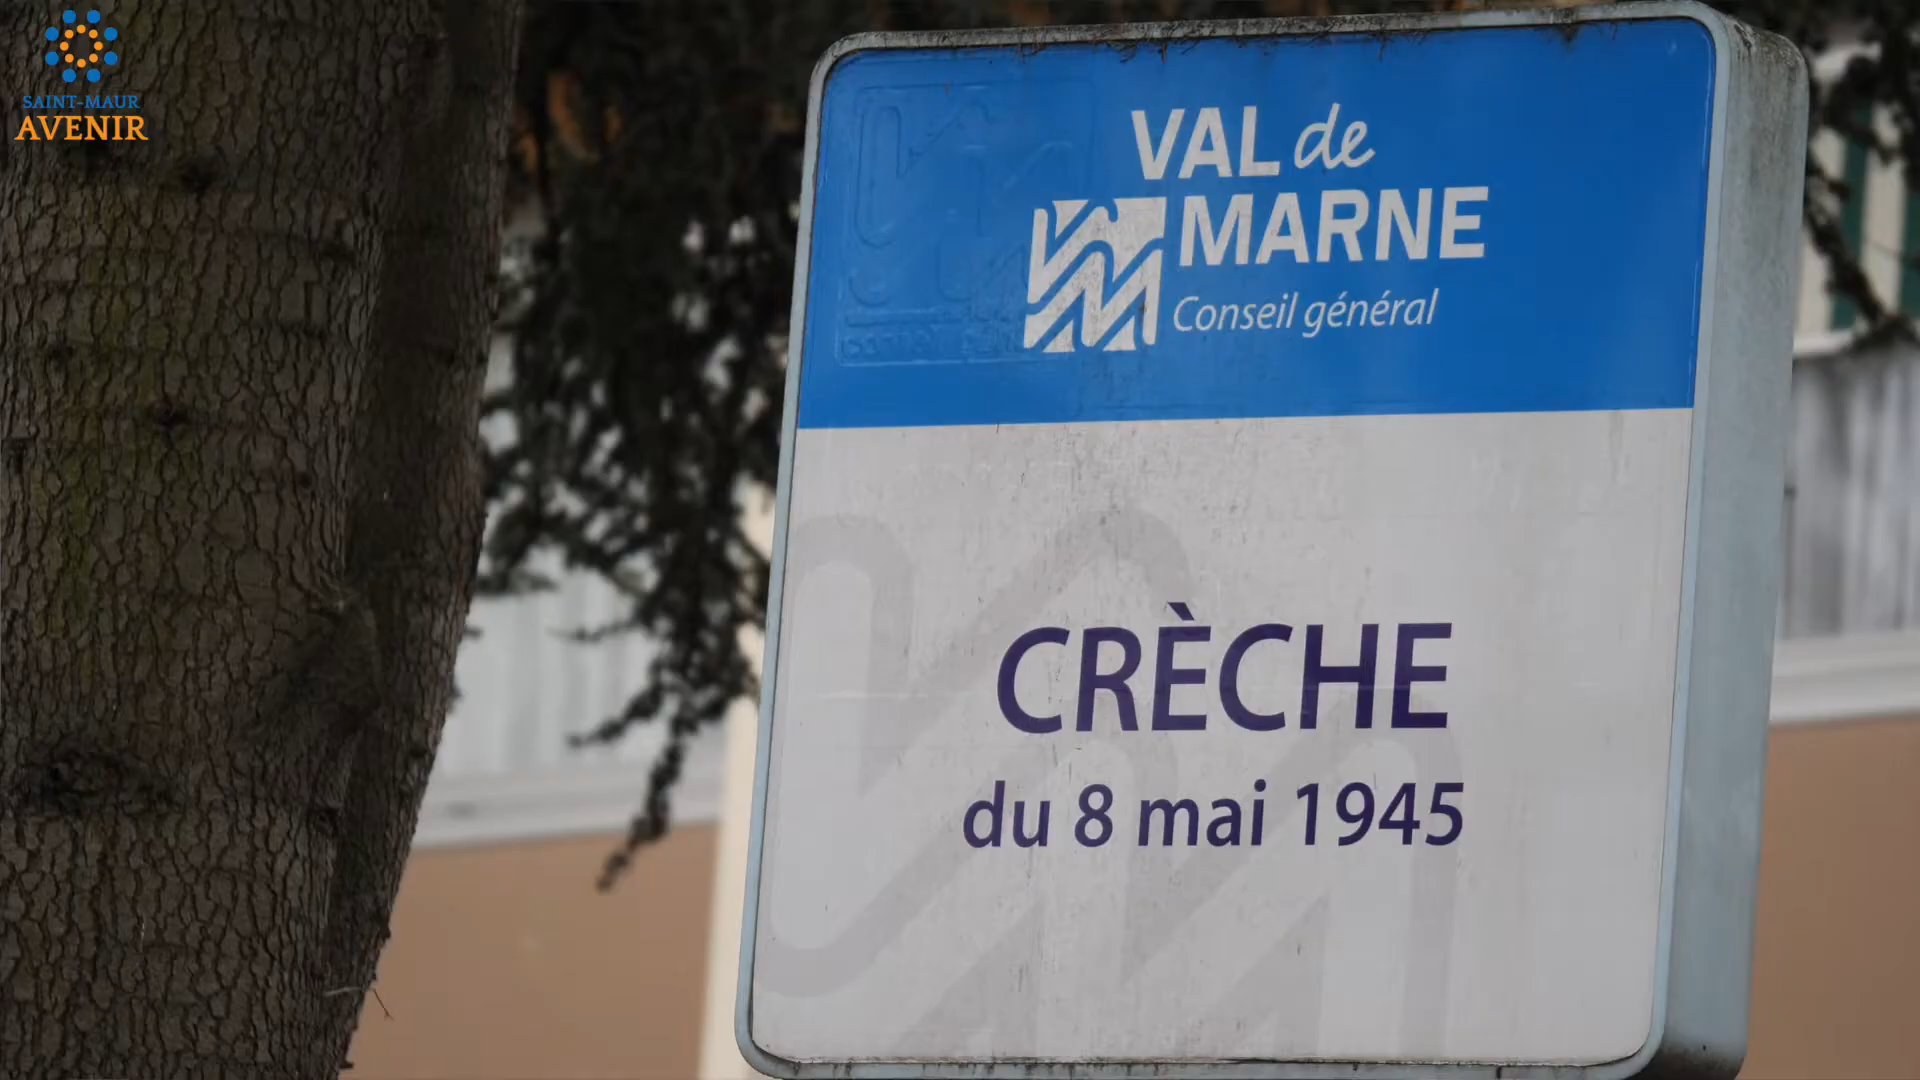 SAINT-MAUR
AVENIR
VAL de
MARNE
Conseil général
CRÈCHE
du 8 mai 1945